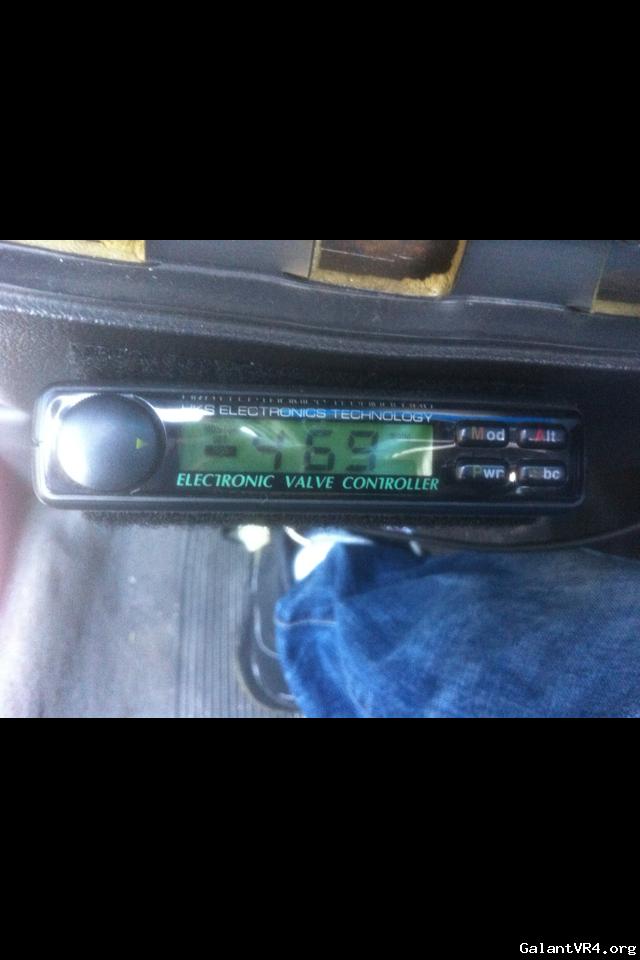 HKS ELECTRONICS TECHNOLOGY
-469
ELECTRONIC VALVE CONTROLLER
Mod Alt
Pwr
GalantVR4.org